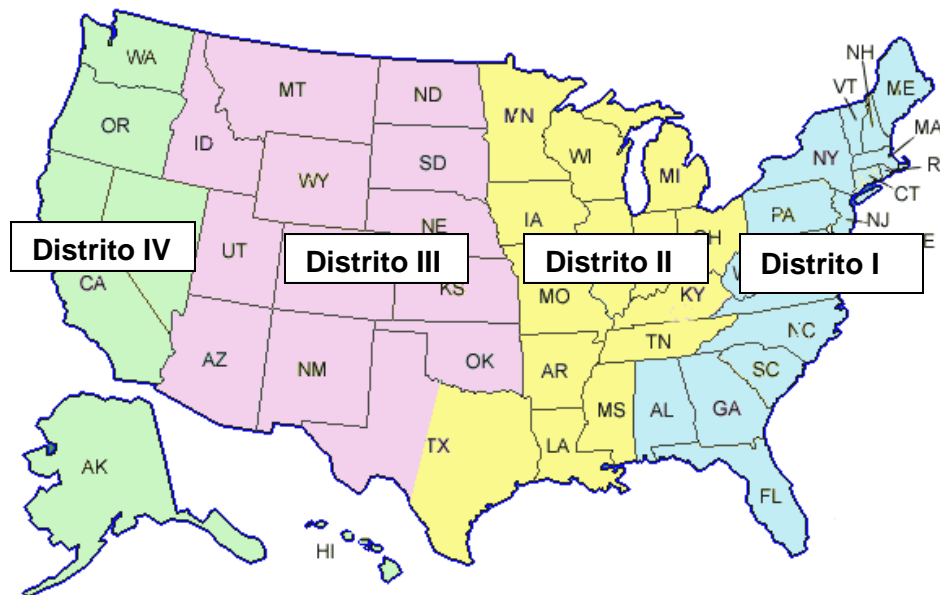 NH
WA
VT
ME
MT
ND
MN
OR
MA
ID
WI
NY
SD
R
WY
MI
CT
IA
PA
NE
NJ
UT
Distrito IV
Distrito III
Distrito II
Distrito I
E
CA
KS
MO
KY
NC
TN
AZ
NM
OK
AR
SC
MS
AL
GA
TX
LA
AK
FL
HI